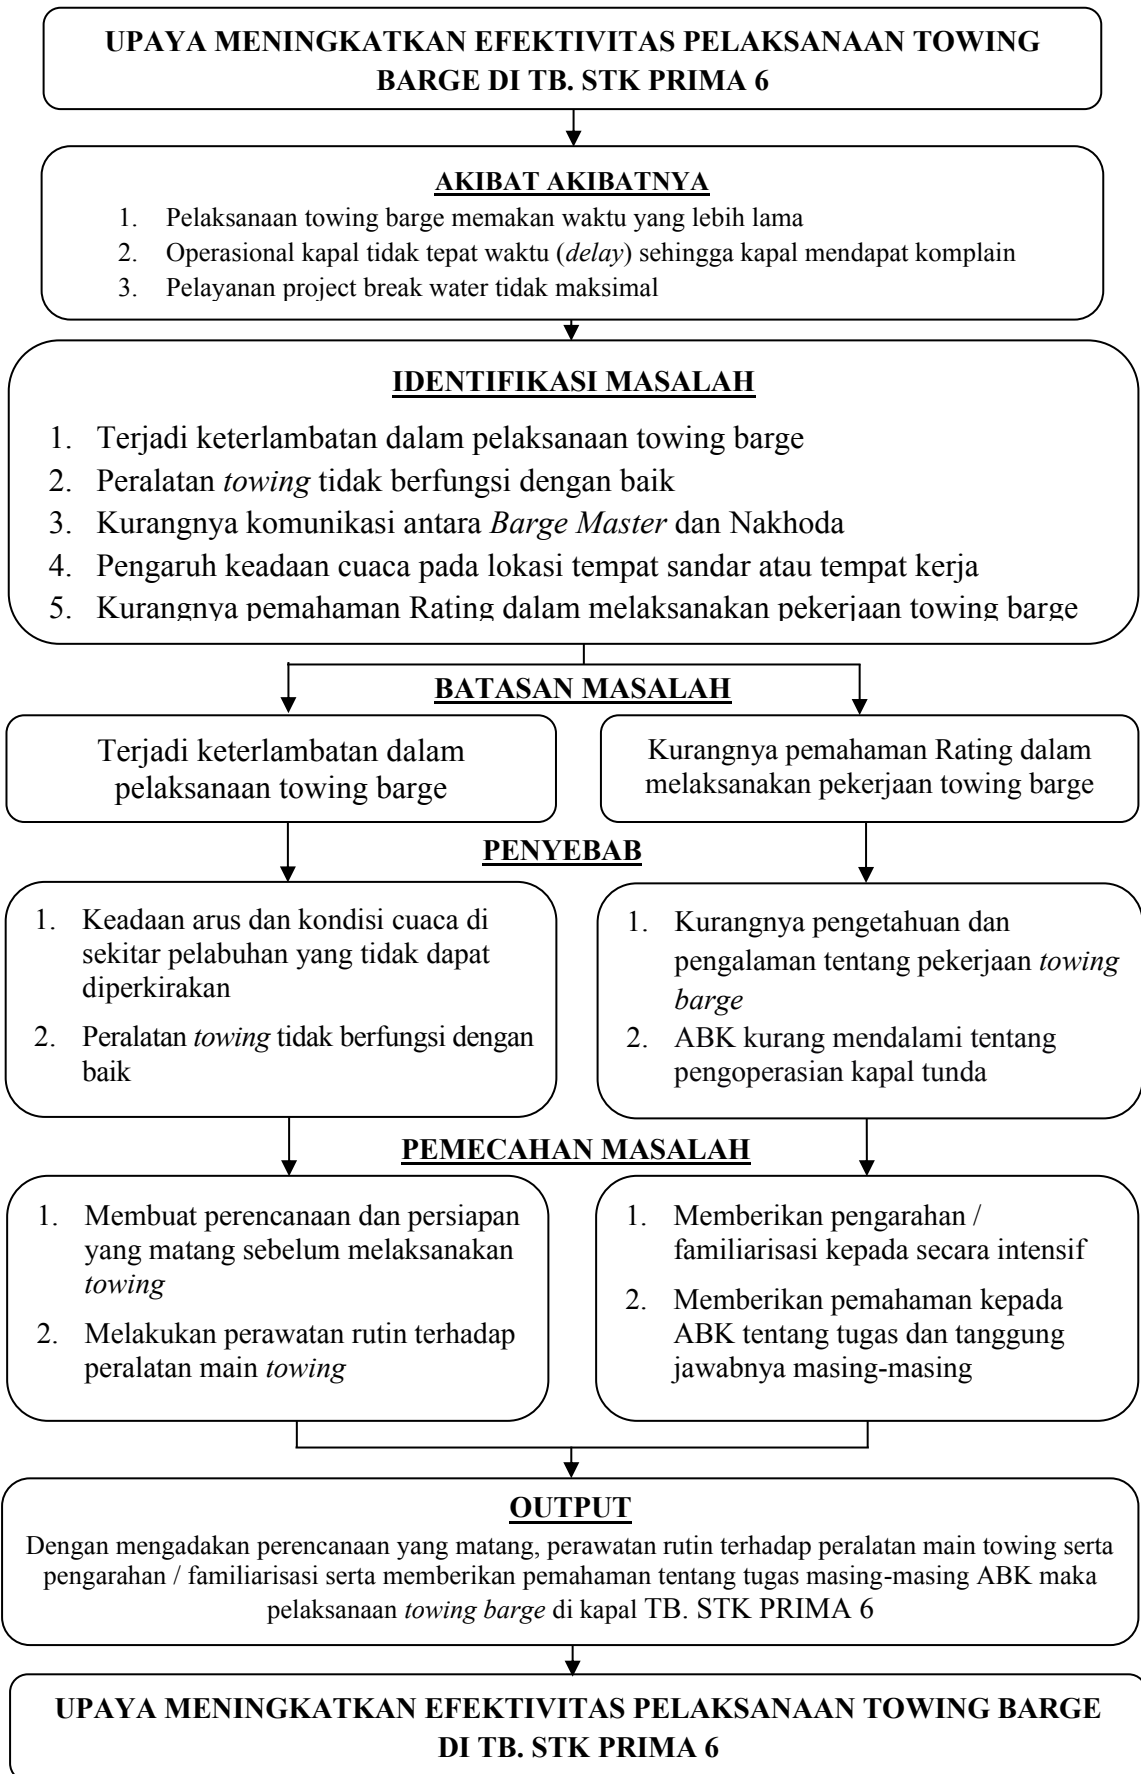 UPAYA MENINGKATKAN EFEKTIVITAS PELAKSANAAN TOWING
BARGE DI TB. STK PRIMA 6
AKIBAT AKIBATNYA
1. Pelaksanaan towing barge memakan waktu yang lebih lama
2. Operasional kapal tidak tepat waktu (delay) sehingga kapal mendapat komplain
3. Pelayanan project break water tidak maksimal
IDENTIFIKASI MASALAH
1. Terjadi keterlambatan dalam pelaksanaan towing barge
2. Peralatan towing tidak berfungsi dengan baik
3. Kurangnya komunikasi antara Barge Master dan Nakhoda
4. Pengaruh keadaan cuaca pada lokasi tempat sandar atau tempat kerja
5. Kurangnya pemahaman Rating dalam melaksanakan pekerjaan towing barge
BATASAN MASALAH
Terjadi keterlambatan dalam
pelaksanaan towing barge
Kurangnya pemahaman Rating dalam
melaksanakan pekerjaan towing barge
PENYEBAB
1. Keadaan arus dan kondisi cuaca di
sekitar pelabuhan yang tidak dapat
diperkirakan
2. Peralatan towing tidak berfungsi dengan
baik
1. Kurangnya pengetahuan dan
pengalaman tentang pekerjaan towing
barge
2. ABK kurang mendalami tentang
pengoperasian kapal tunda
PEMECAHAN MASALAH
1. Membuat perencanaan dan persiapan
yang matang sebelum melaksanakan
towing
2. Melakukan perawatan rutin terhadap
peralatan main towing
1. Memberikan pengarahan /
familiarisasi kepada secara intensif
2. Memberikan pemahaman kepada
ABK tentang tugas dan tanggung
jawabnya masing-masing
OUTPUT
Dengan mengadakan perencanaan yang matang, perawatan rutin terhadap peralatan main towing serta
pengarahan / familiarisasi serta memberikan pemahaman tentang tugas masing-masing ABK maka
pelaksanaan towing barge di kapal TB. STK PRIMA 6
UPAYA MENINGKATKAN EFEKTIVITAS PELAKSANAAN TOWING BARGE
DI TB. STK PRIMA 6